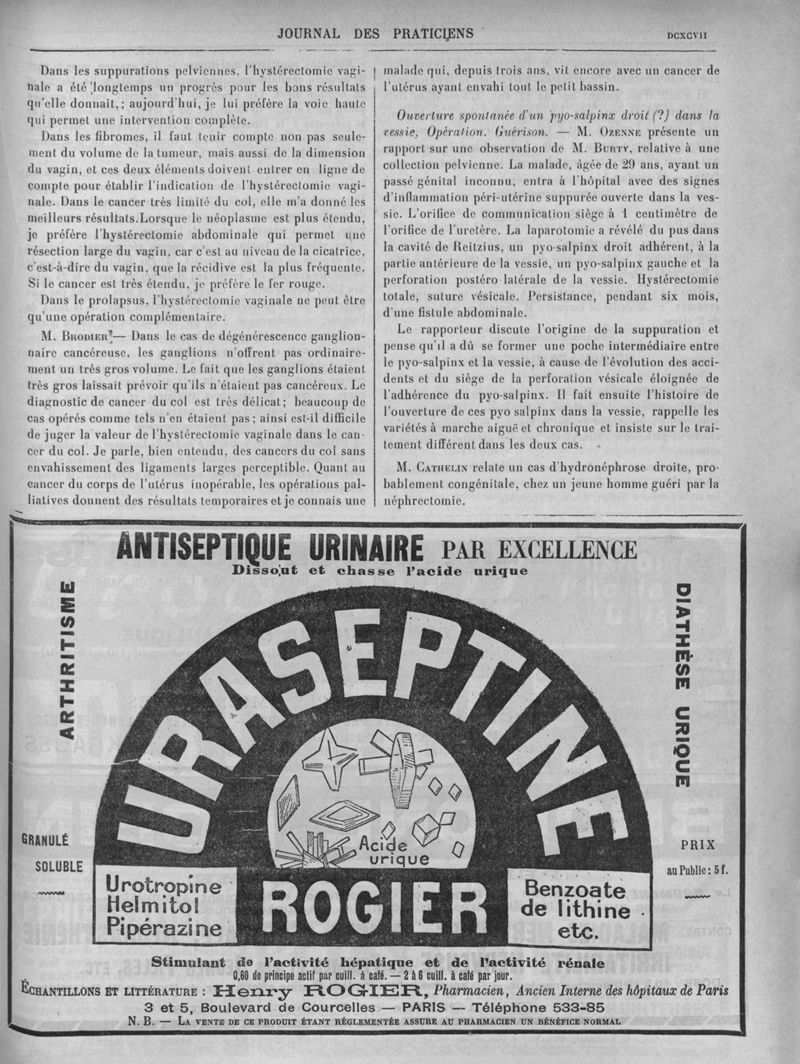 JOURNAL DES PRATICIENS
DCXCVII
Dans les suppurations pelviennes, l'hystérectomie vagi-
nale a été longtemps un progrès pour les bons résultats
qu'elle donnait,; aujourd'hui, je lui préfère la voie haute
qui permet une intervention complète.
Dans les fibromes, il faut tenir compte non pas seule-
ment du volume de la tumeur, mais aussi de la dimension
du vagin, et ces deux éléments doivent entrer en ligne de
compte pour établir l'indication de l'hystérectomie vagi-
nale. Dans le cancer très limité du col, elle m'a donné les
meilleurs résultats.Lorsque le néoplasme est plus étendu,
je préfère l'hystérectomie abdominale qui permet une
résection large du vagin, car c'est au niveau de la cicatrice,
c'est-à-dire du vagin, que la récidive est la plus fréquente.
Si le cancer est très étendu, je préfère le fer rouge.
Dans le prolapsus, l'hystérectomie vaginale ne peut être
qu'une opération complémentaire.
M. BRODIER — Dans le cas de dégénérescence ganglion-
naire cancéreuse, les ganglions n'offrent pas ordinaire-
ment un très gros volume. Le fait que les ganglions étaient
très gros laissait prévoir qu'ils n'étaient pas cancéreux. Le
diagnostic de cancer du col est très délicat; beaucoup de
cas opérés comme tels n'en étaient pas; ainsi est-il difficile
de juger la valeur de l'hystérectomie vaginale dans le can-
cer du col. Je parle, bien entendu, des cancers du col sans
envahissement des ligaments larges perceptible. Quant au
cancer du corps de l'utérus inopérable, les opérations pal-
liatives donnent des résultats temporaires et je connais une
malade qui, depuis trois ans, vit encore avec un cancer de
l'utérus ayant envahi tout le petit bassin.
Ouverture spontanée d'un pyo-salpinx droit (?) dans la
vessie, Opération. Guérison. — M. OZENNE présente un
rapport sur une observation de M. BURTY, relative à une
collection pelvienne. La malade, âgée de 29 ans, ayant un
passé génital inconnu, entra à l'hôpital avec des signes
d'inflammation péri-utérine suppurée ouverte dans la ves-
sie. L'orifice de communication siège à 1 centimètre de
l'orifice de l'uretère. La laparotomie a révélé du pus dans
la cavité de Reitzius, un pyo-salpinx droit adhérent, à la
partie antérieure de la vessie, un pyo-salpinx gauche et la
perforation postéro latérale de la vessie. Hystérectomie
totale, suture vésicale. Persistance, pendant six mois,
d'une fistule abdominale.
Le rapporteur discute l'origine de la suppuration et
pense qu'il a dû se former une poche intermédiaire entre
le pyo-salpinx et la vessie, à cause de l'évolution des acci-
dents et du siège de la perforation vésicale éloignée de
l'adhérence du pyo-salpinx. Il fait ensuite l'histoire de
l'ouverture de ces pyo salpinx dans la vessie, rappelle les
variétés à marche aiguë et chronique et insiste sur le trai-
tement différent dans les deux cas.
M. CATHELIN relate un cas d'hydronéphrose droite, pro-
bablement congénitale, chez un jeune homme guéri par la
néphrectomie.
ANTISEPTIQUE URINAIRE PAR EXCELLENCE
Dissout et chasse l'acide urique
ARTHRITISME
DIATHÈSE URIQUE
URASEPTINE
Acide
urique
GRANULÉ
SOLUBLE
PRIX
au Public: 5 f.
Urotropine
Helmitol
Pipérazine
ROGIER
Benzoate
de lithine
etc.
Stimulant de l'activité hépatique et de l'activité rénale
0,60 de principe actif par cuill. à café. — 2 à 6 cuill. à café par jour.
ÉCHANTILLONS ET LITTÉRATURE : Henry ROGIER, Pharmacien, Ancien Interne des hôpitaux de Paris
3 et 5, Boulevard de Courcelles — PARIS — Téléphone 533-85
N. B. — LA VENTE DE CE PRODUIT ÉTANT RÉGLEMENTÉE ASSURE AU PHARMACIEN UN BÉNÉFICE NORMAL